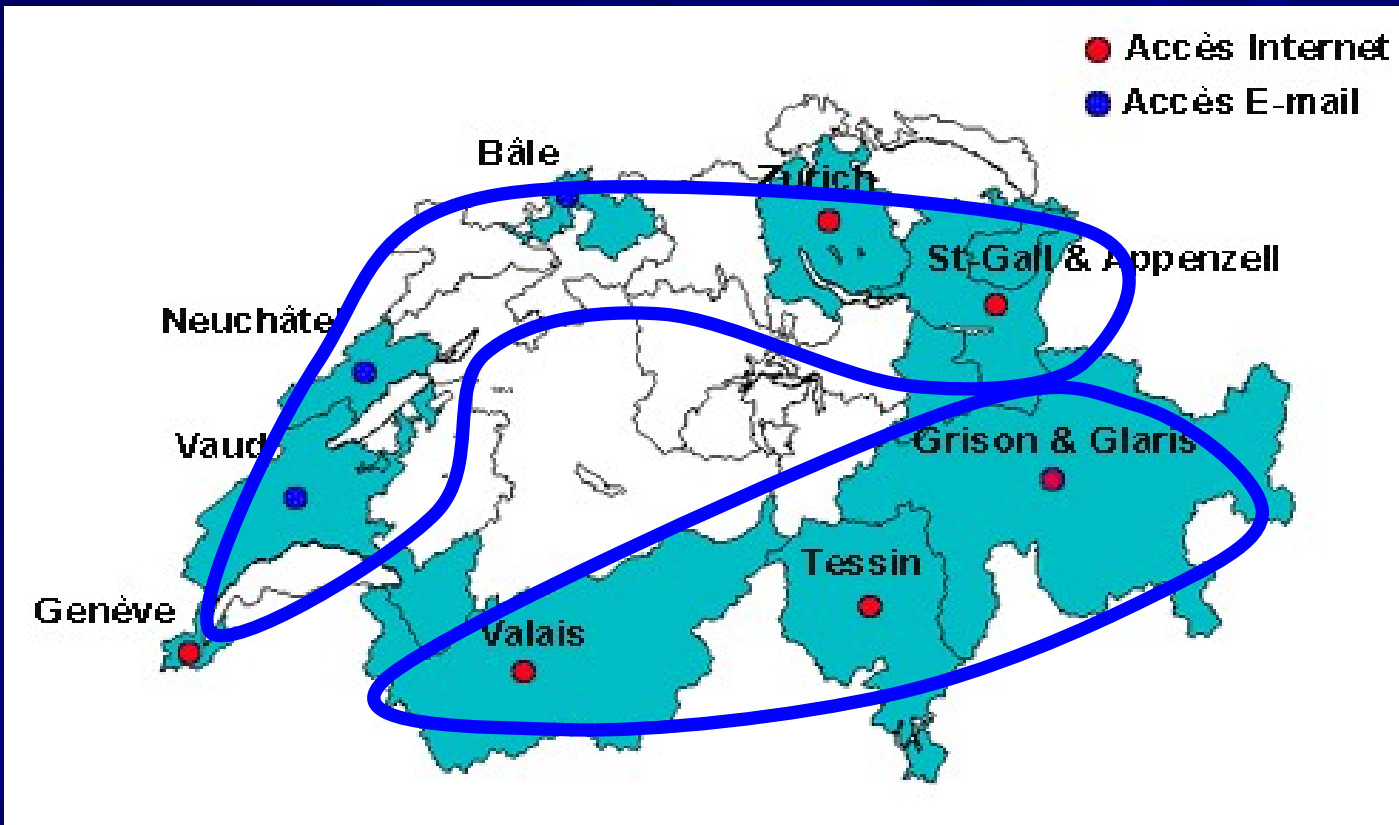 Accès Internet
Accès E-mail
Bâle
Zurich
St-Gall & Appenzell
Neuchâtel
Vaud
Grison & Glaris
Tessin
Genève
Valais